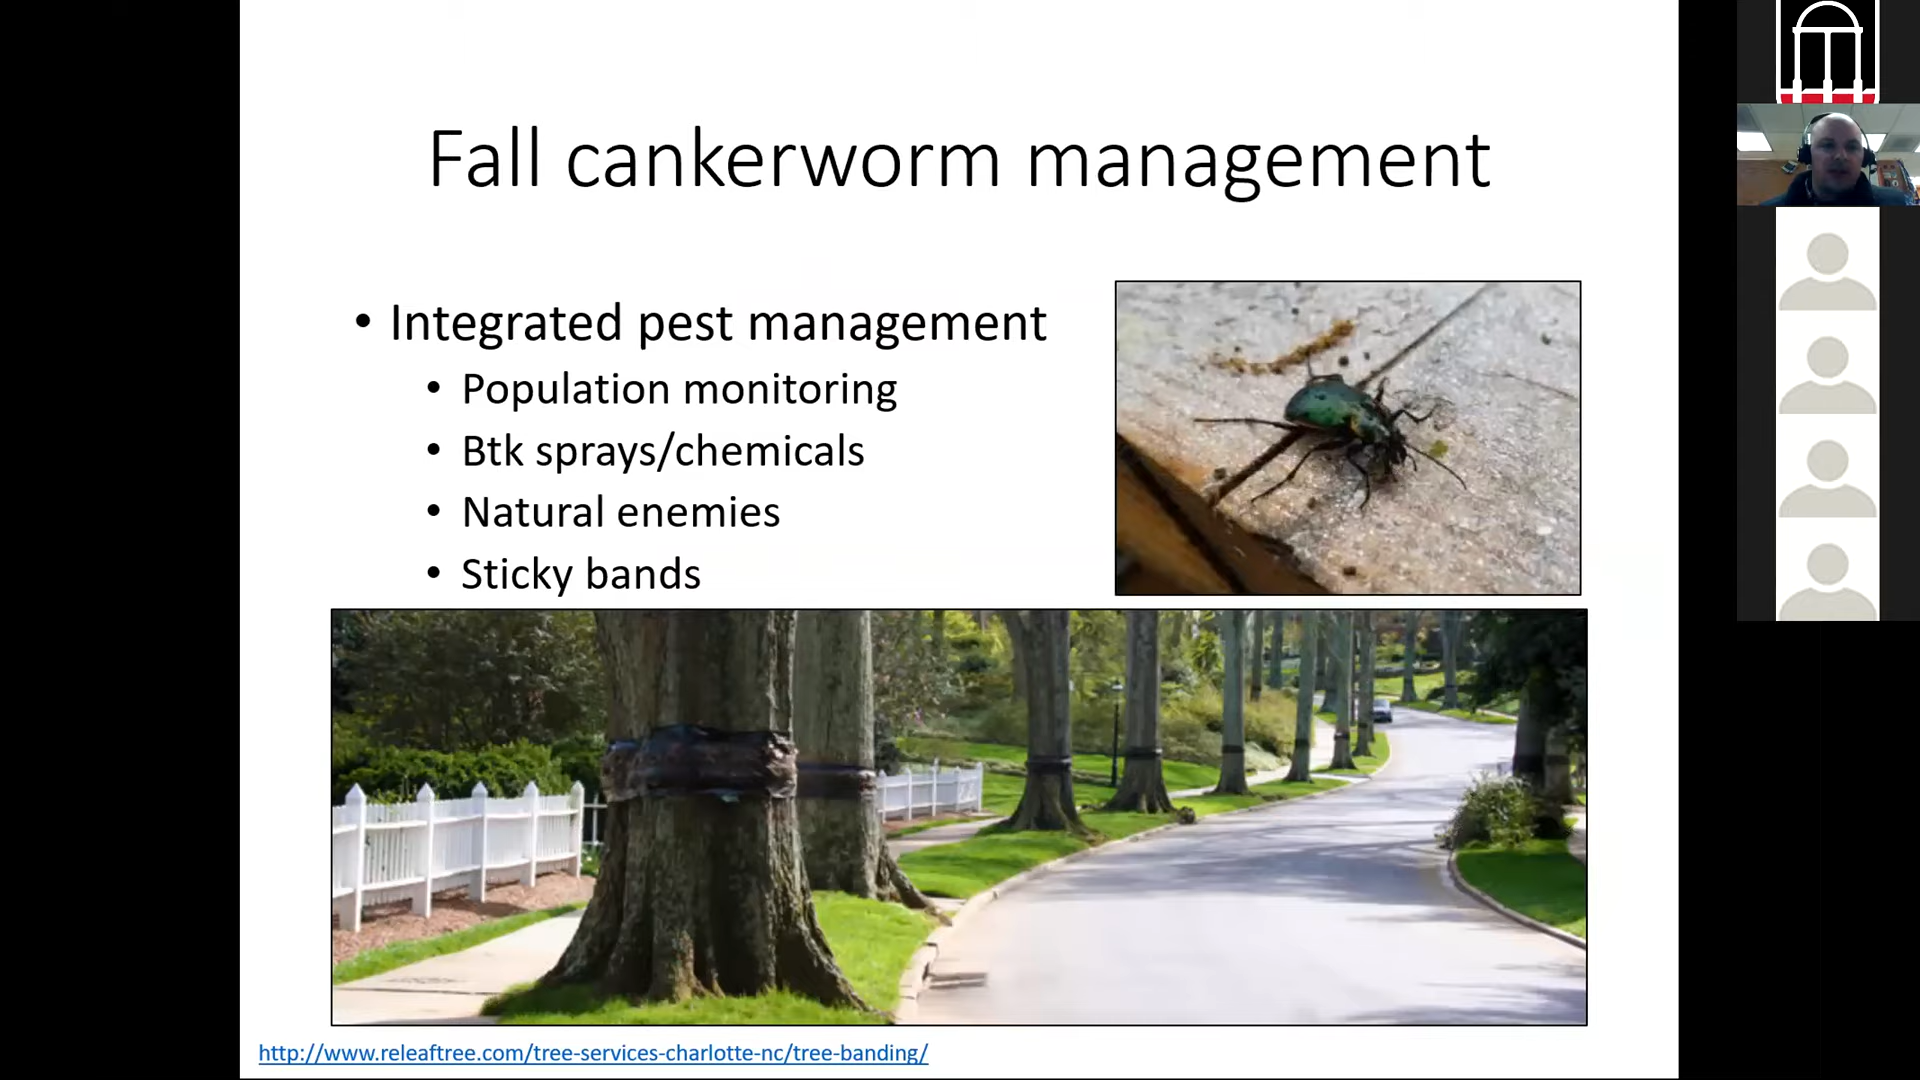 Fall cankerworm management
• Integrated pest management
• Population monitoring
• Btk sprays/chemicals
• Natural enemies
• Sticky bands
http://www.releaftree.com/tree-services-charlotte-nc/tree-banding/